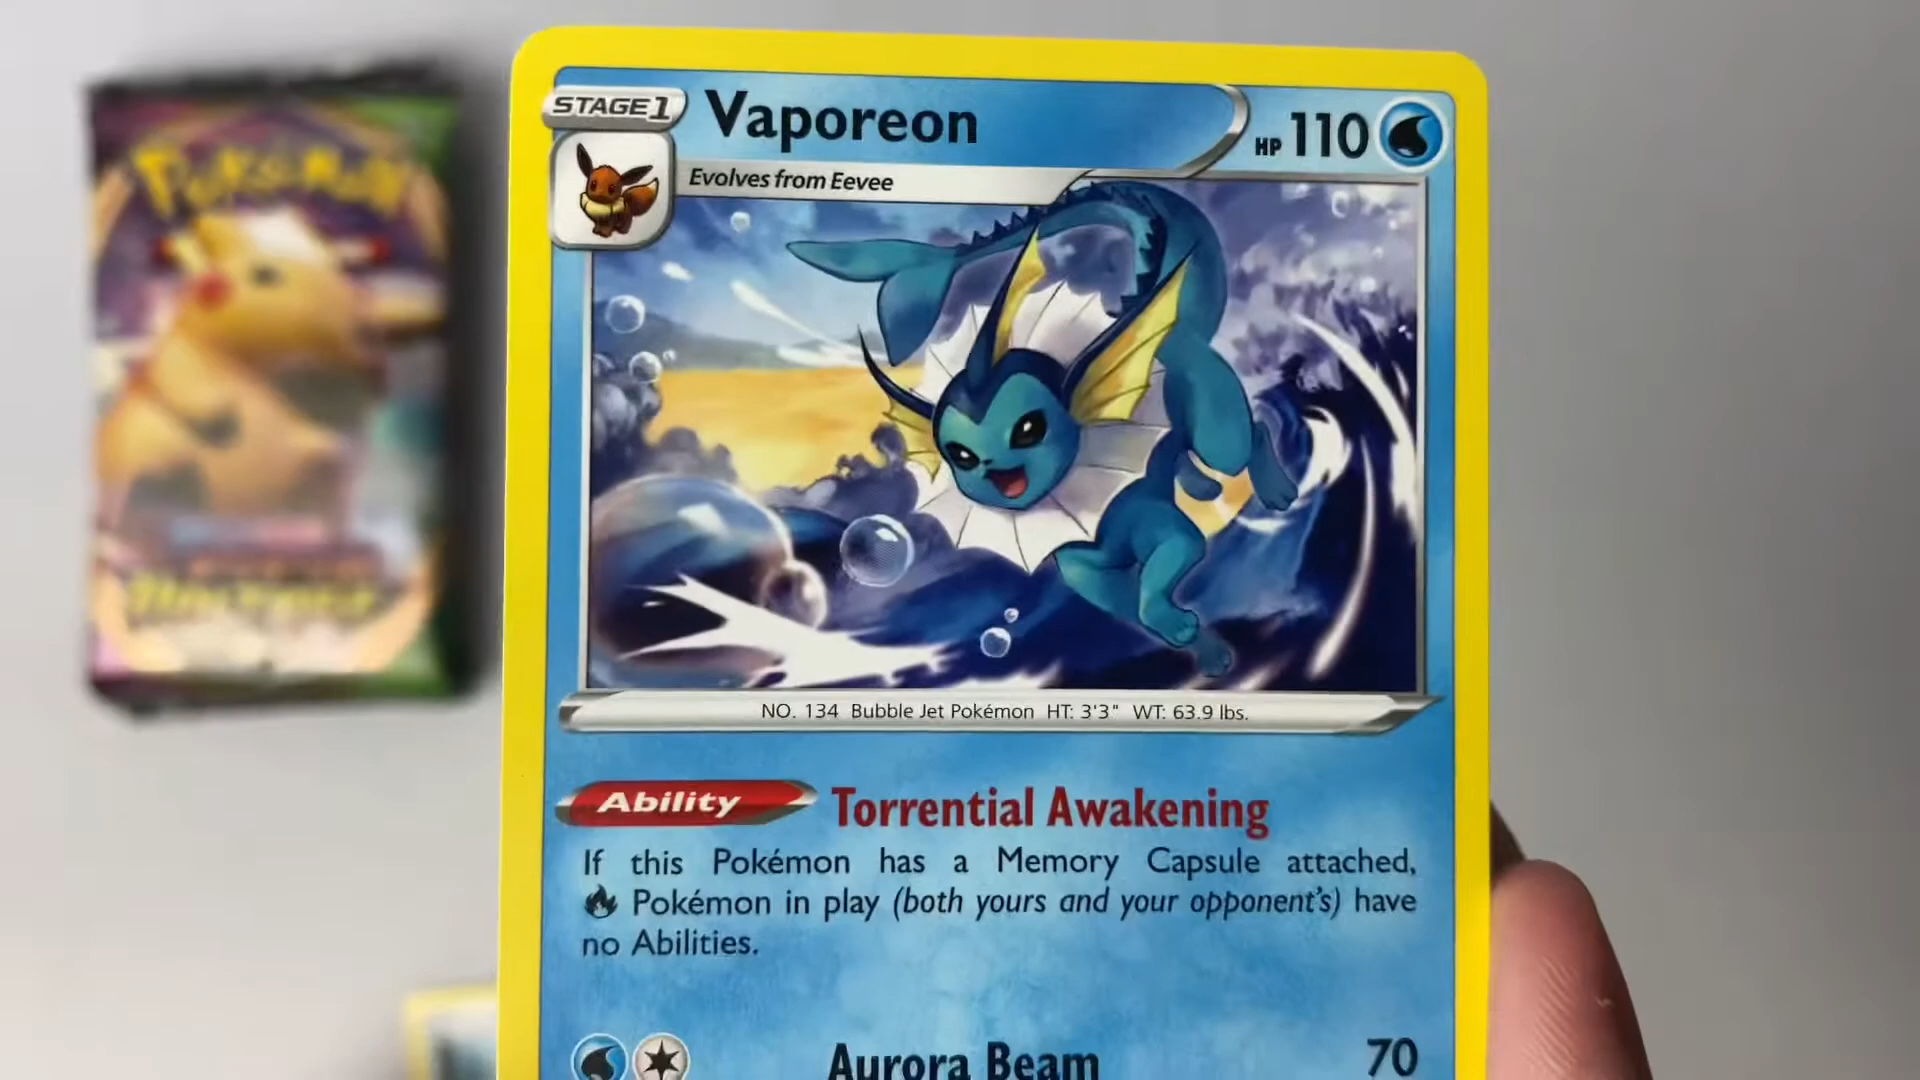 Pokémon
STAGE 1
Vaporeon
HP 110
Evolves from Eevee
NO. 134 Bubble Jet Pokémon HT: 3'3" WT: 63.9 lbs.
Ability Torrential Awakening
If this Pokémon has a Memory Capsule attached,
Pokémon in play (both yours and your opponent's) have
no Abilities.
Aurora Beam 70